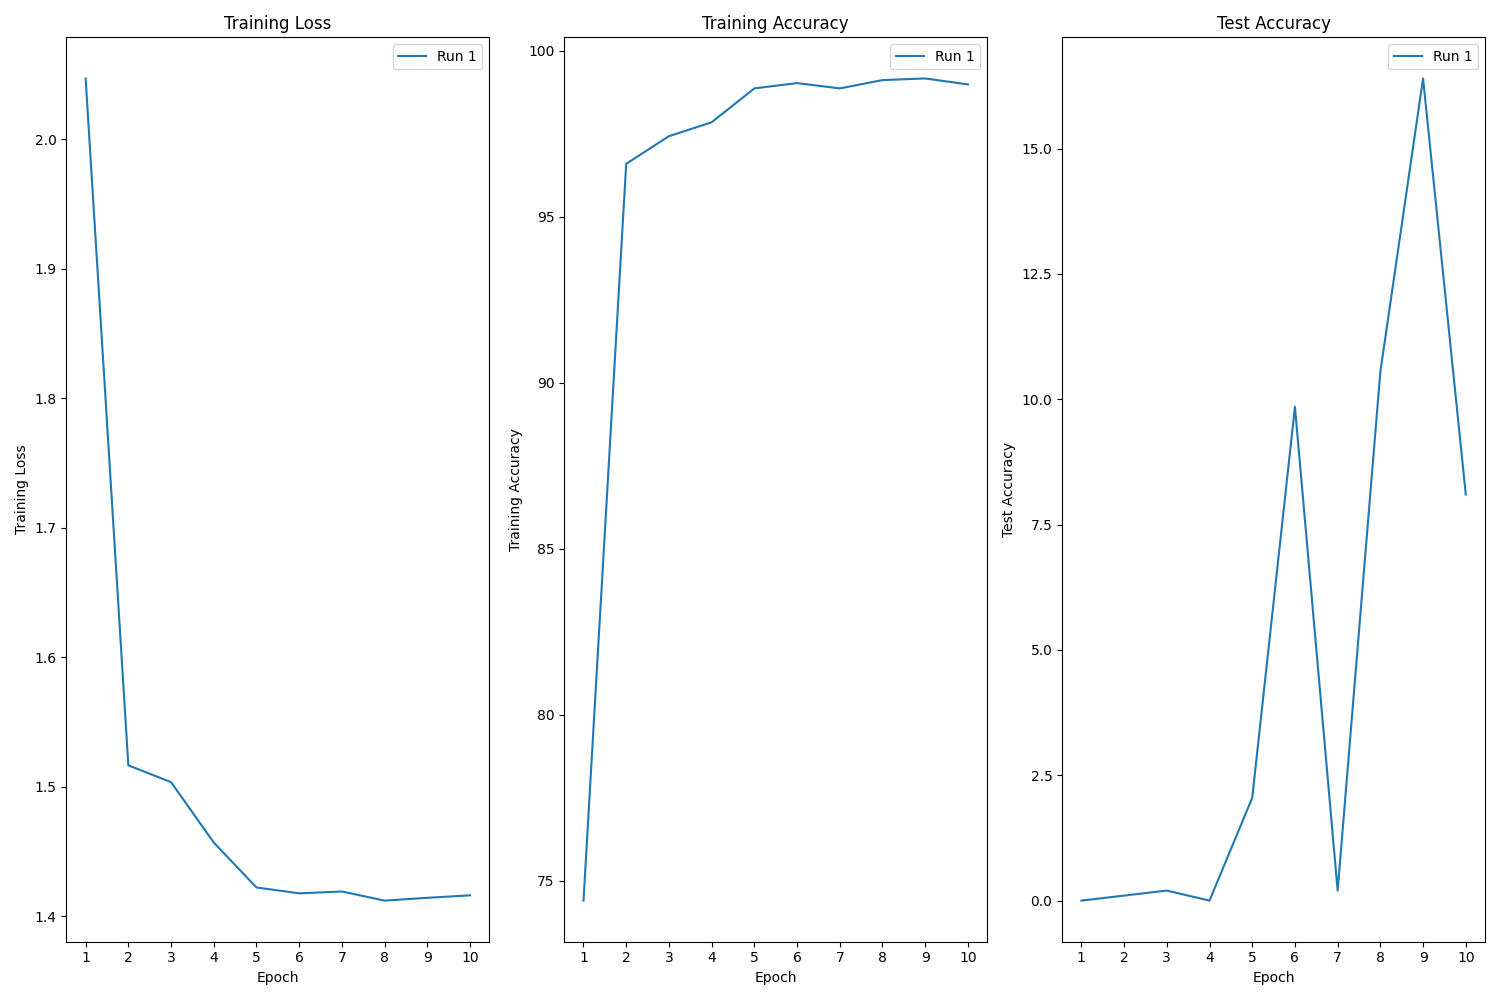 Training Loss
Training Loss
2.0
1.9
1.8
1.7
1.6
1.5
1.4
1 2 3 4 5 6 7 8 9 10
Epoch
Run 1
Training Accuracy
Training Accuracy
100
95
90
85
80
75
1 2 3 4 5 6 7 8 9 10
Epoch
Run 1
Test Accuracy
Test Accuracy
15.0
12.5
10.0
7.5
5.0
2.5
0.0
1 2 3 4 5 6 7 8 9 10
Epoch
Run 1